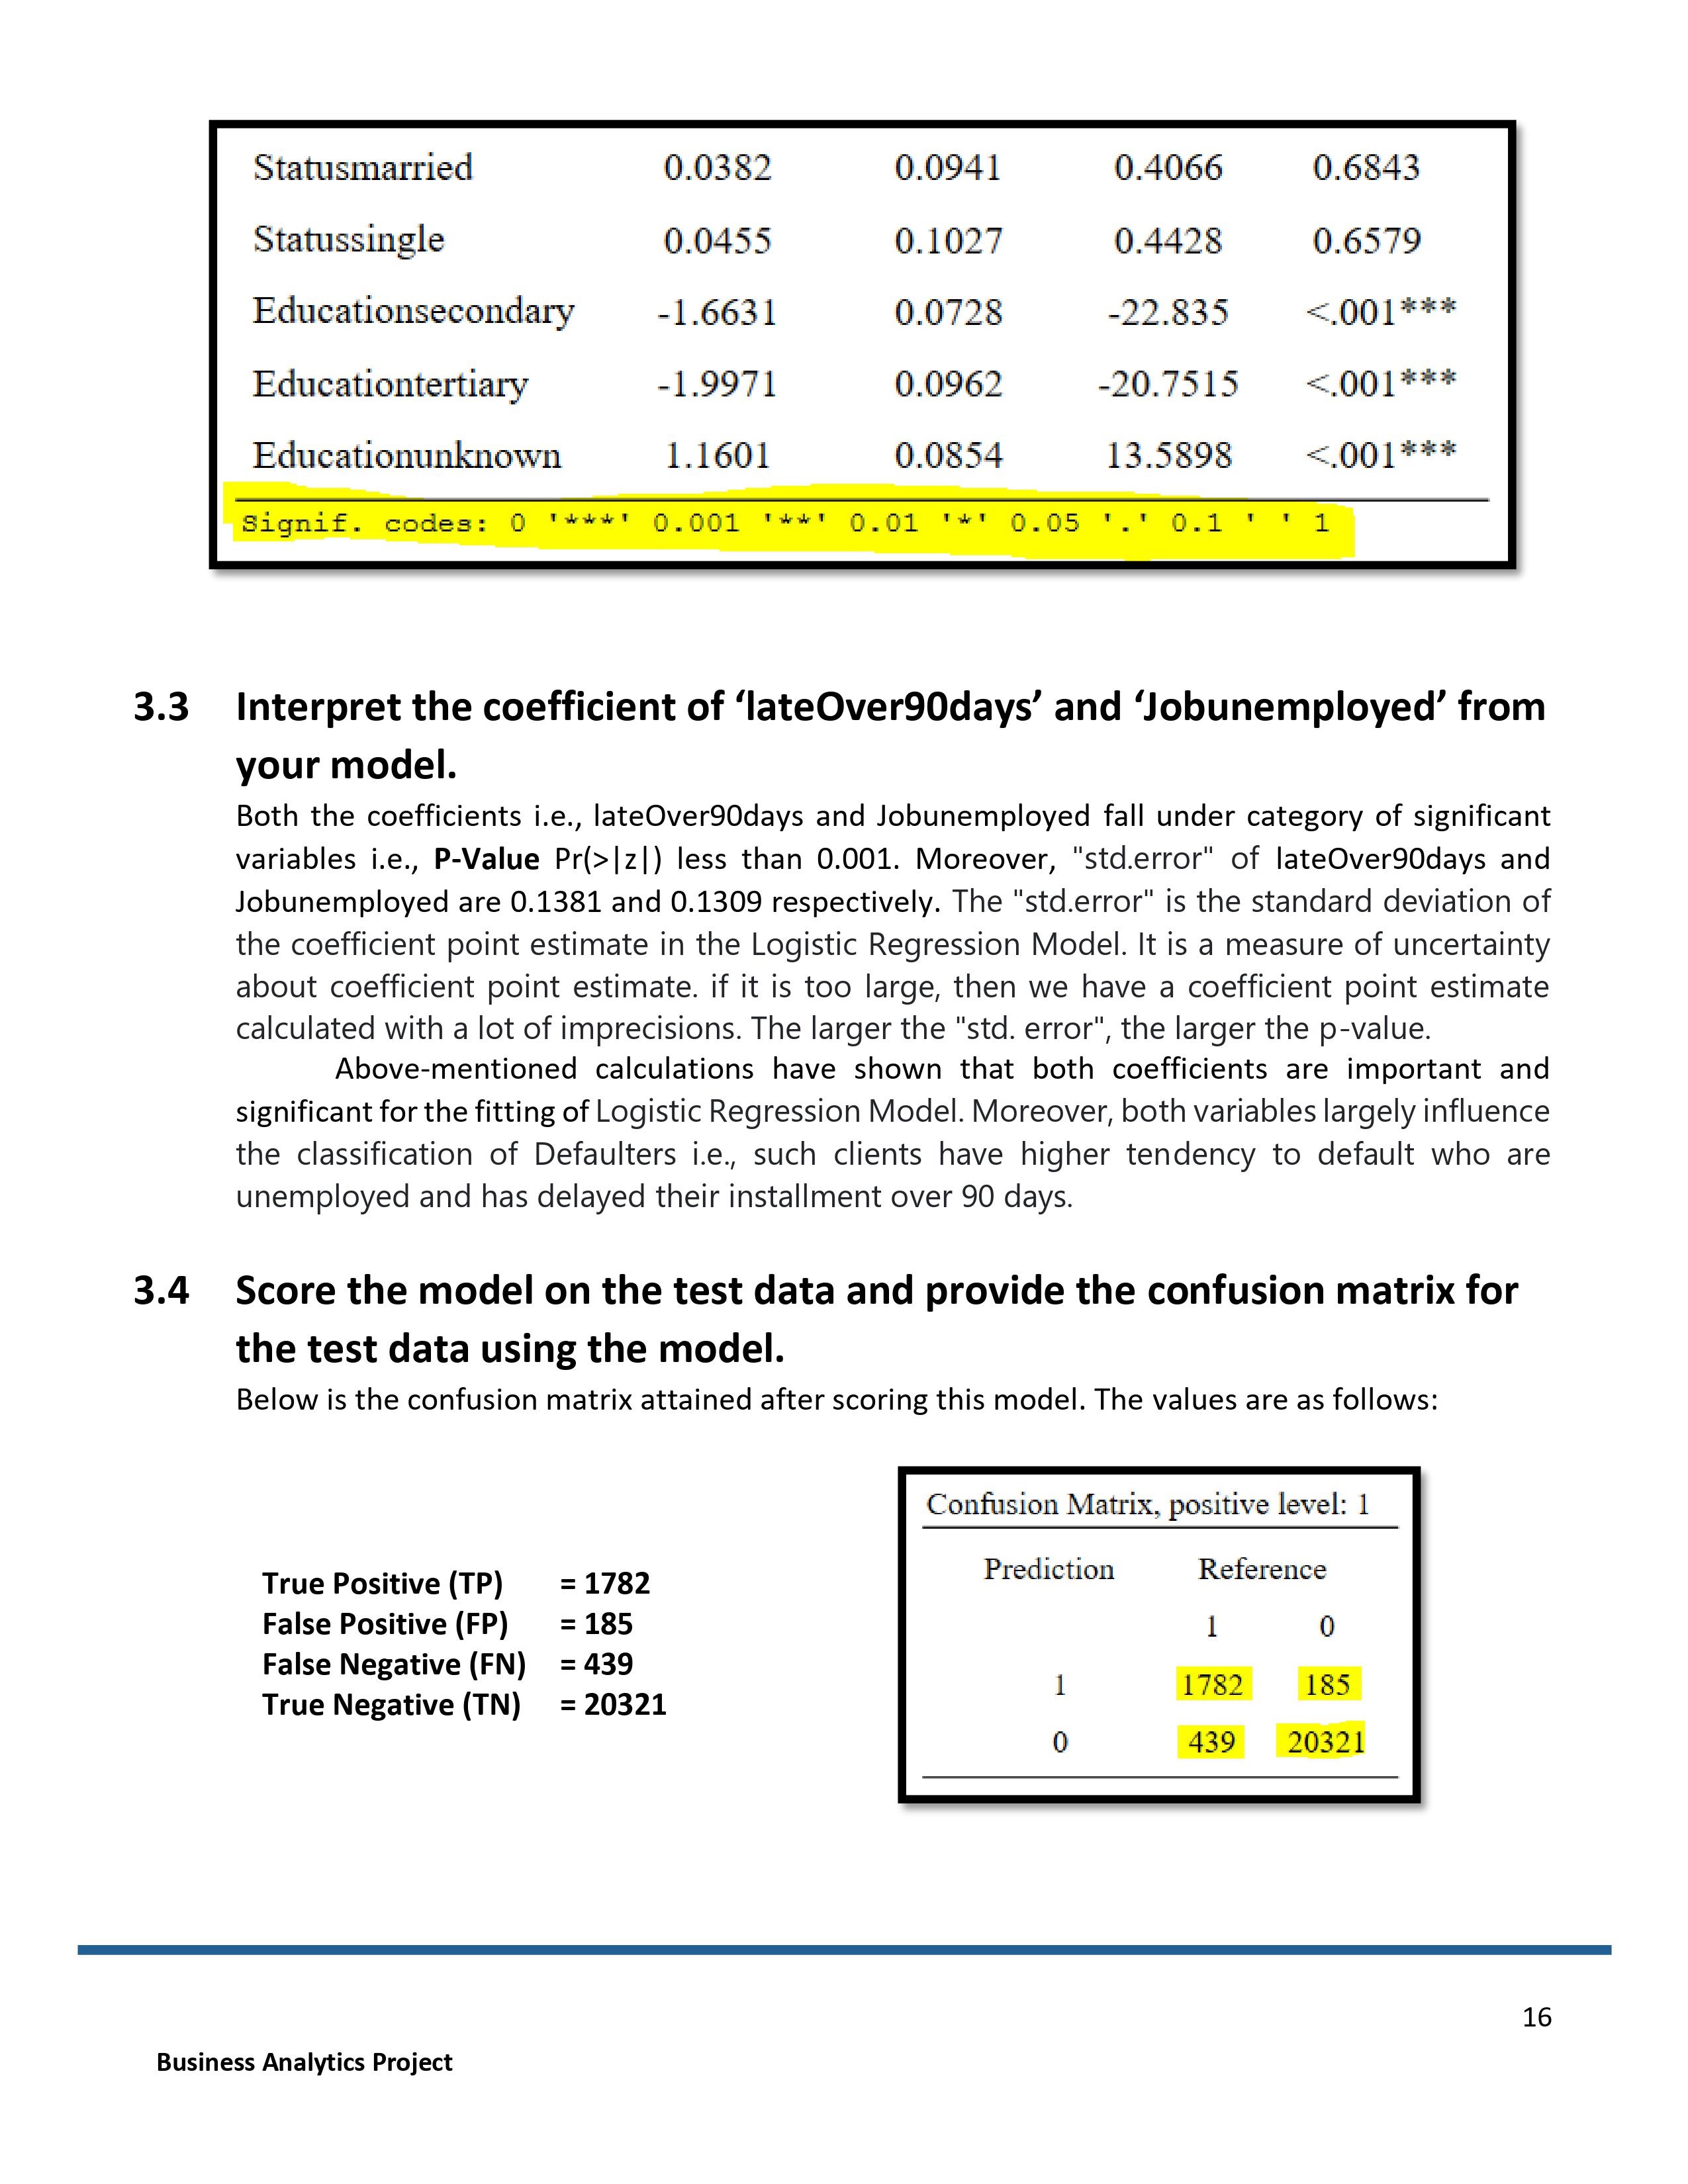 Statusmarried 0.0382 0.0941 0.4066 0.6843
Statussingle 0.0455 0.1027 0.4428 0.6579
Educationsecondary -1.6631 0.0728 -22.835 <.001***
Educationtertiary -1.9971 0.0962 -20.7515 <.001***
Educationunknown 1.1601 0.0854 13.5898 <.001***
Signif. codes: 0 '***' 0.001 '**' 0.01 '*' 0.05 '.' 0.1 ' ' 1
3.3 Interpret the coefficient of ‘lateOver90days’ and ‘Jobunemployed’ from
your model.
Both the coefficients i.e., lateOver90days and Jobunemployed fall under category of significant
variables i.e., P-Value Pr(>|z|) less than 0.001. Moreover, "std.error" of lateOver90days and
Jobunemployed are 0.1381 and 0.1309 respectively. The "std.error" is the standard deviation of
the coefficient point estimate in the Logistic Regression Model. It is a measure of uncertainty
about coefficient point estimate. if it is too large, then we have a coefficient point estimate
calculated with a lot of imprecisions. The larger the "std. error", the larger the p-value.
Above-mentioned calculations have shown that both coefficients are important and
significant for the fitting of Logistic Regression Model. Moreover, both variables largely influence
the classification of Defaulters i.e., such clients have higher tendency to default who are
unemployed and has delayed their installment over 90 days.
3.4 Score the model on the test data and provide the confusion matrix for
the test data using the model.
Below is the confusion matrix attained after scoring this model. The values are as follows:
True Positive (TP) = 1782
False Positive (FP) = 185
False Negative (FN) = 439
True Negative (TN) = 20321
Confusion Matrix, positive level: 1
Prediction Reference
1 0
1 1782 185
0 439 20321
16
Business Analytics Project